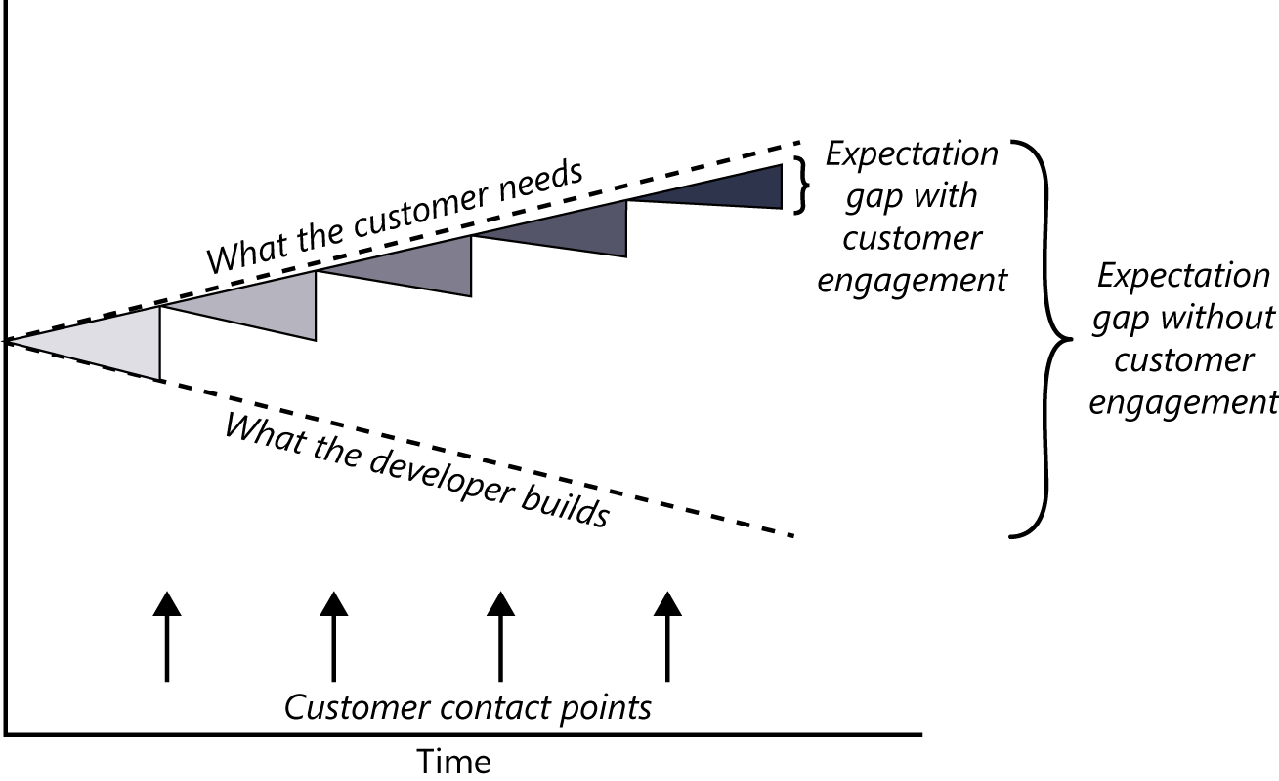 What the customer needs
Expectation
gap with
customer
engagement
Expectation
gap without
customer
engagement
What the developer builds
Customer contact points
Time